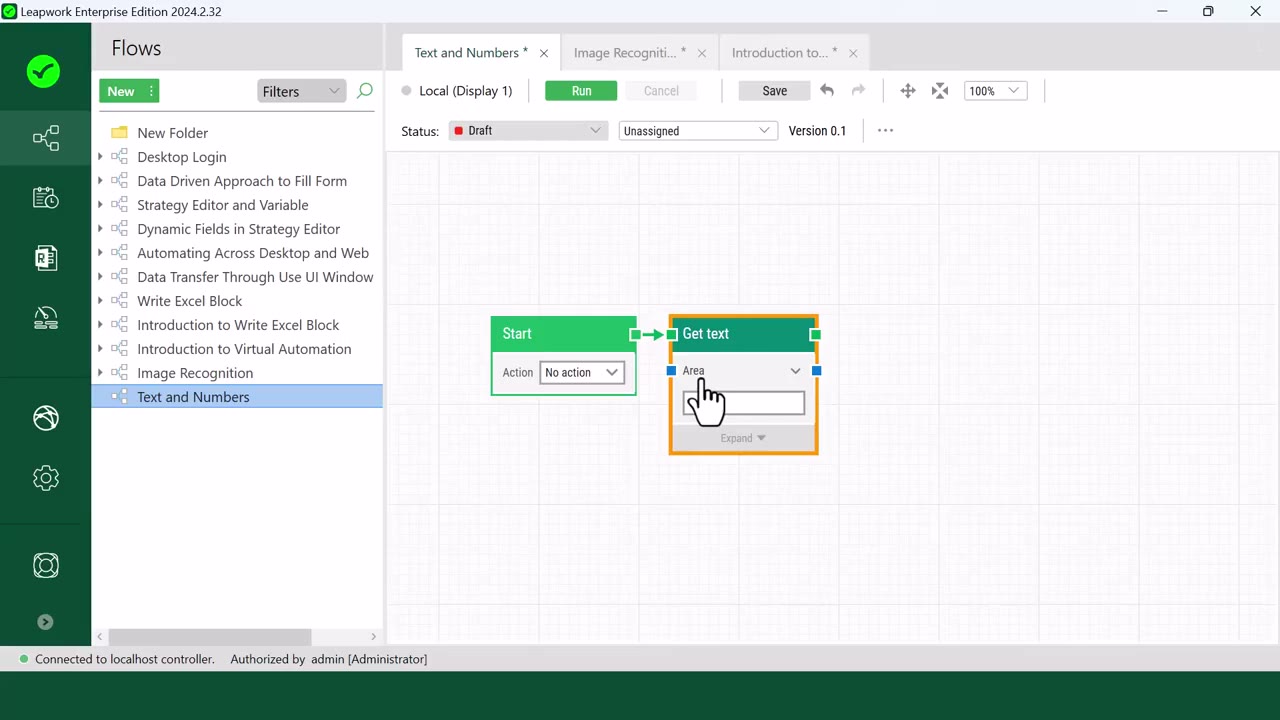 Leapwork Enterprise Edition 2024.2.32
Flows
New
Filters
New Folder
Desktop Login
Data Driven Approach to Fill Form
Strategy Editor and Variable
Dynamic Fields in Strategy Editor
Automating Across Desktop and Web
Data Transfer Through Use UI Window
Write Excel Block
Introduction to Write Excel Block
Introduction to Virtual Automation
Image Recognition
Text and Numbers
Text and Numbers *
Image Recogniti... *
Introduction to... *
Local (Display 1)
Run
Cancel
Save
100%
Status:
Draft
Unassigned
Version 0.1
Start
Action
No action
Get text
Area
Expand
Connected to localhost controller.
Authorized by admin [Administrator]